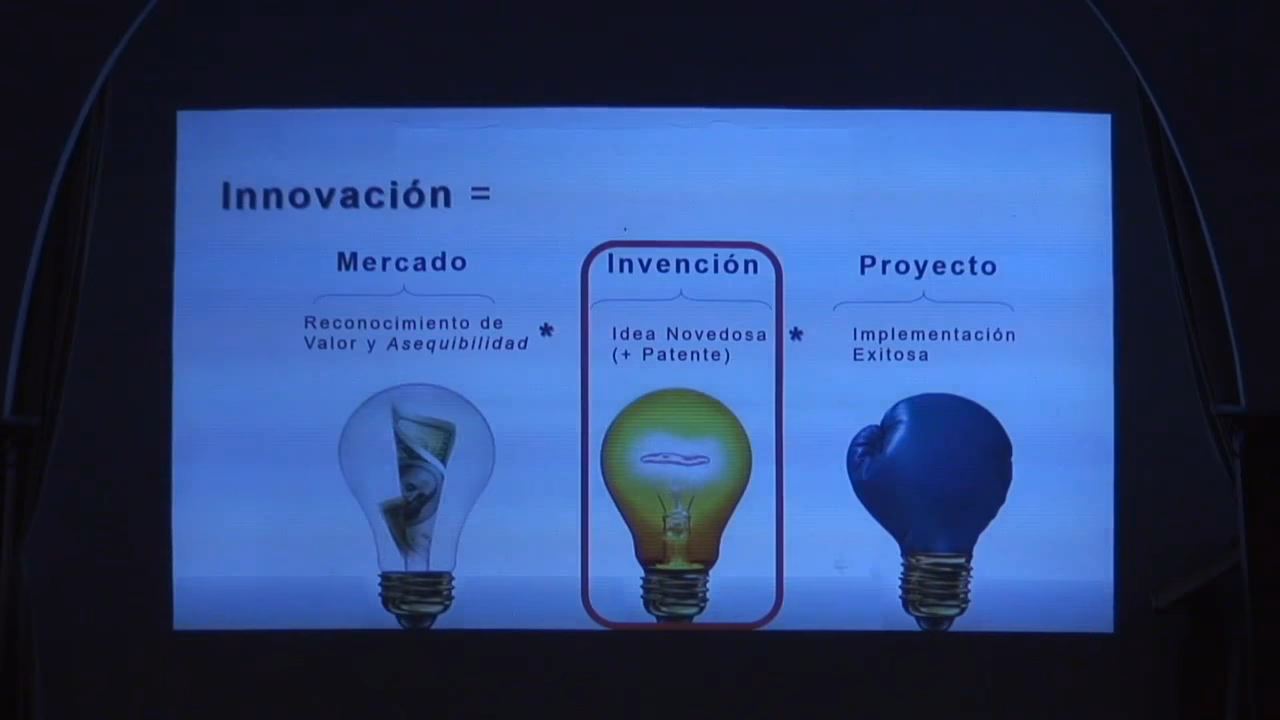 Innovación =
Mercado
Reconocimiento de
Valor y Asequibilidad
*
Invención
Idea Novedosa
(+ Patente)
*
Proyecto
Implementación
Exitosa